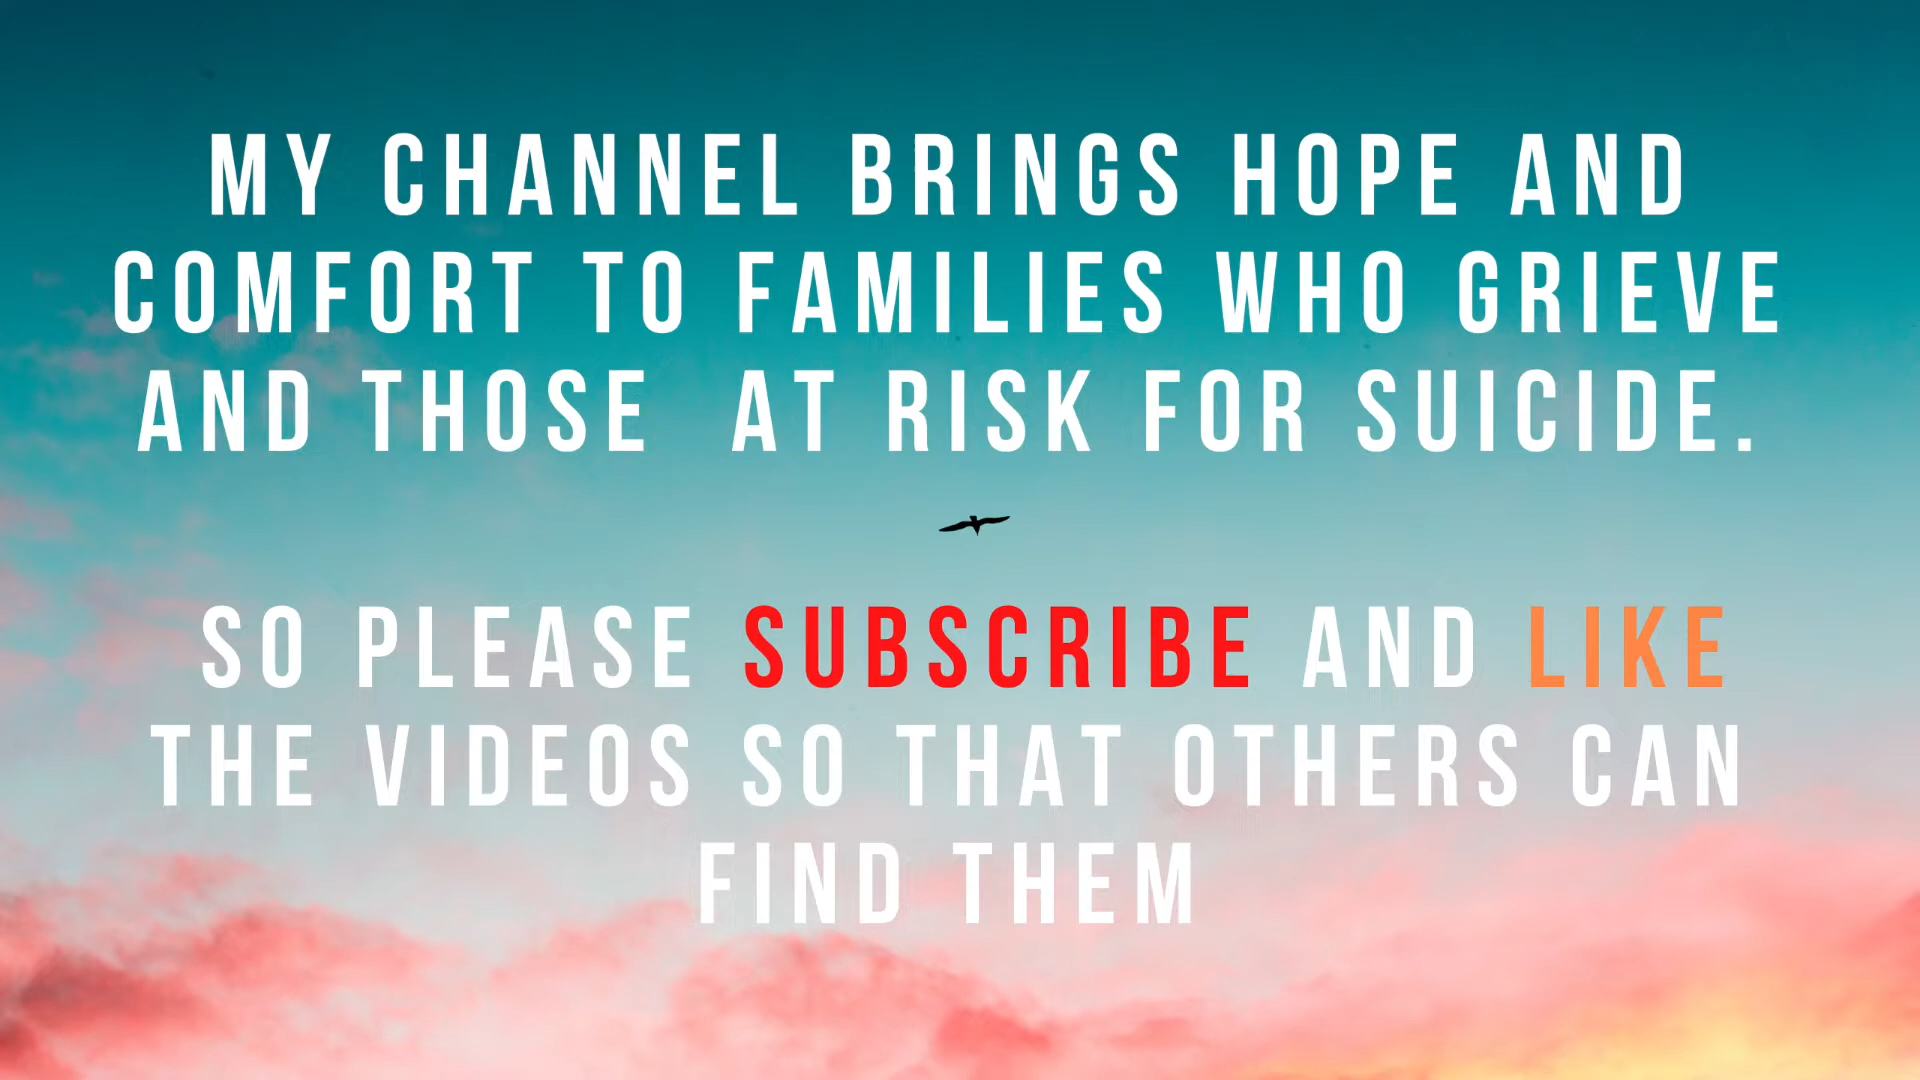 MY CHANNEL BRINGS HOPE AND
COMFORT TO FAMILIES WHO GRIEVE
AND THOSE AT RISK FOR SUICIDE.
SO PLEASE SUBSCRIBE AND LIKE
THE VIDEOS SO THAT OTHERS CAN
FIND THEM